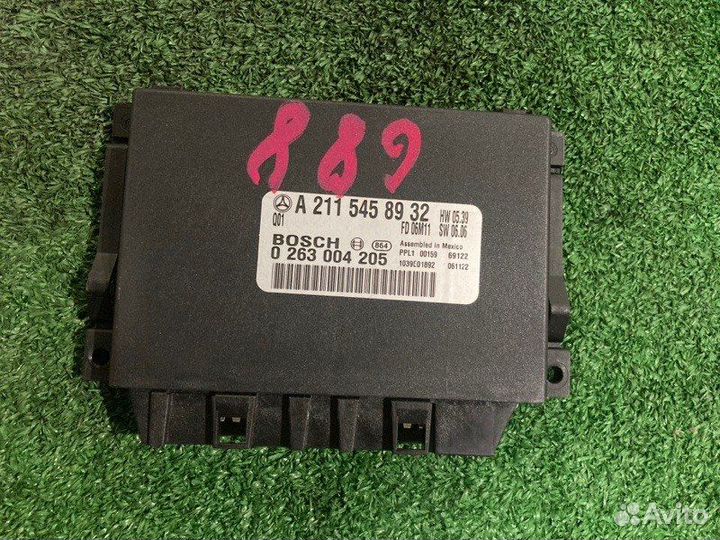 889
A 211 545 89 32
HW 05.39
Q01
FD 06M11
SW 06.06
BOSCH
864
Assembled in Mexico
0 263 004 205
PPL1 00159 69122
1039E01892 061122
Avito